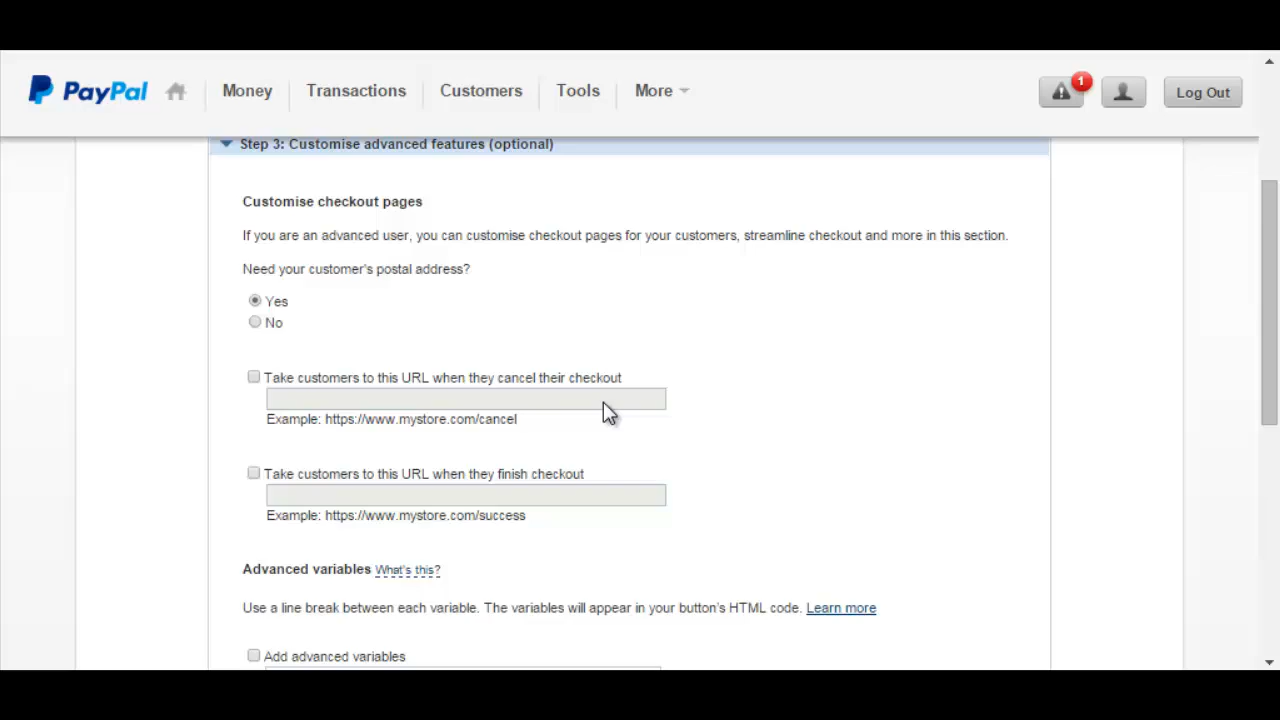 PayPal Money Transactions Customers Tools More 1 Log Out
Step 3: Customise advanced features (optional)
Customise checkout pages
If you are an advanced user, you can customise checkout pages for your customers, streamline checkout and more in this section.
Need your customer's postal address?
Yes
No
Take customers to this URL when they cancel their checkout
Example: https://www.mystore.com/cancel
Take customers to this URL when they finish checkout
Example: https://www.mystore.com/success
Advanced variables What's this?
Use a line break between each variable. The variables will appear in your button's HTML code. Learn more
Add advanced variables